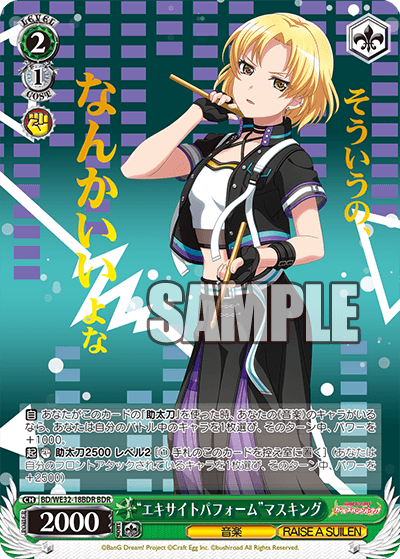 LEVEL
2
1
COST
そういうの、
なんかいいよな
SAMPLE
自 あなたがこのカードの「助太刀」を使った時、あなたの《音楽》のキャラがいる
なら、あなたは自分のバトル中のキャラを1枚選び、そのターン中、パワーを
+1000。
自 助太刀2500 レベル2 [① 手札のこのカードを控え室に置く] (あなたは
自分のフロントアタックされているキャラを1枚選び、そのターン中、パワーを
+2500)
CH BD/WE32-18BDR BDR
"エキサイトパフォーム"マスキング
POWER
2000
音楽
RAISE A SUILEN
©BanG Dream! Project ©Craft Egg Inc. ©bushiroad All Rights Reserved.